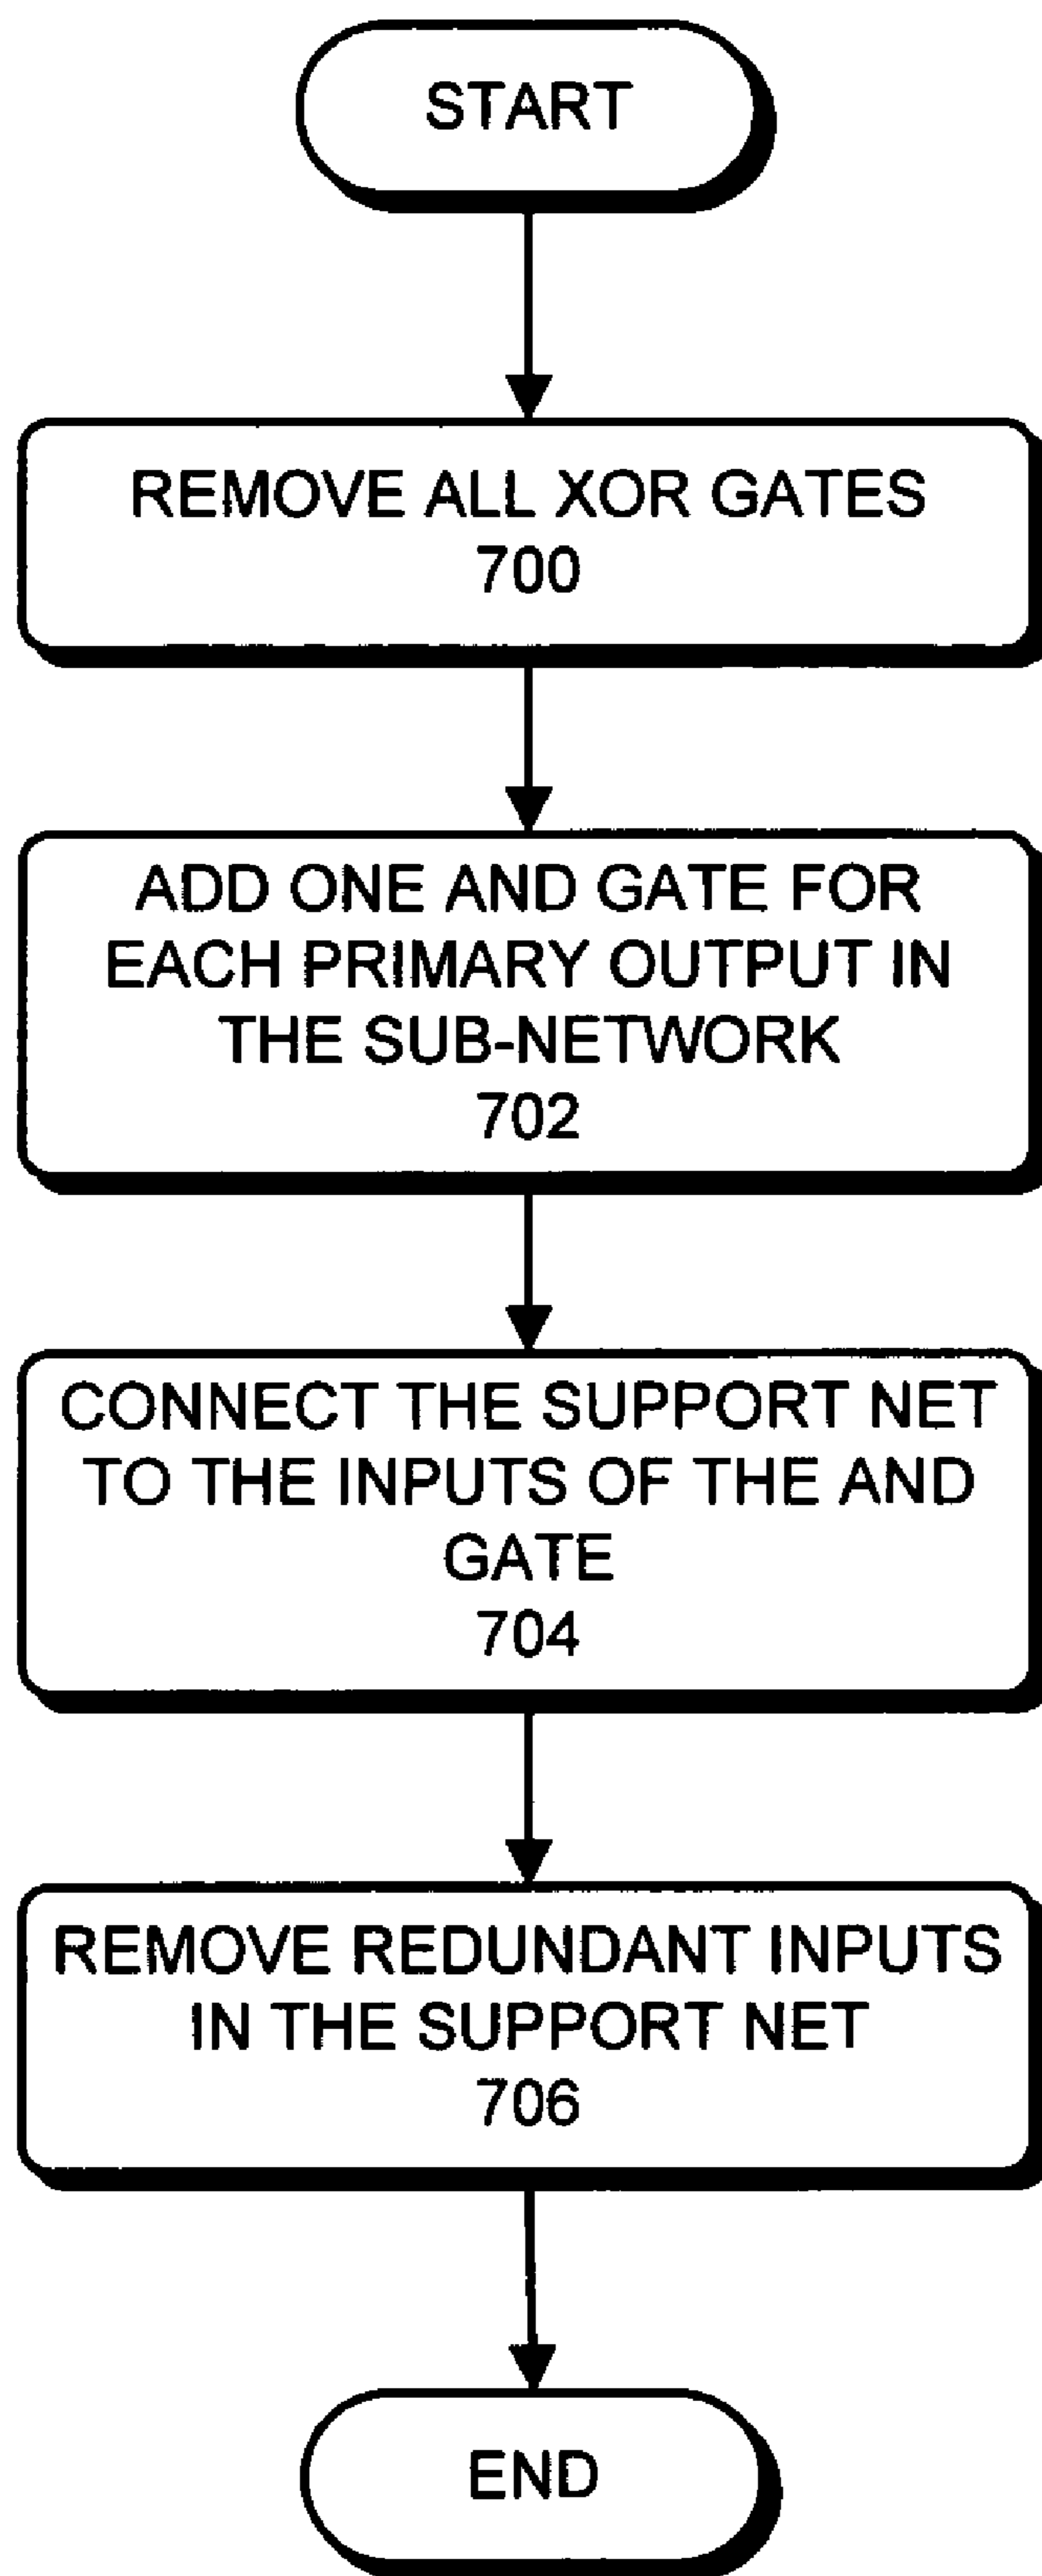 START
REMOVE ALL XOR GATES
700
ADD ONE AND GATE FOR
EACH PRIMARY OUTPUT IN
THE SUB-NETWORK
702
CONNECT THE SUPPORT NET
TO THE INPUTS OF THE AND
GATE
704
REMOVE REDUNDANT INPUTS
IN THE SUPPORT NET
706
END